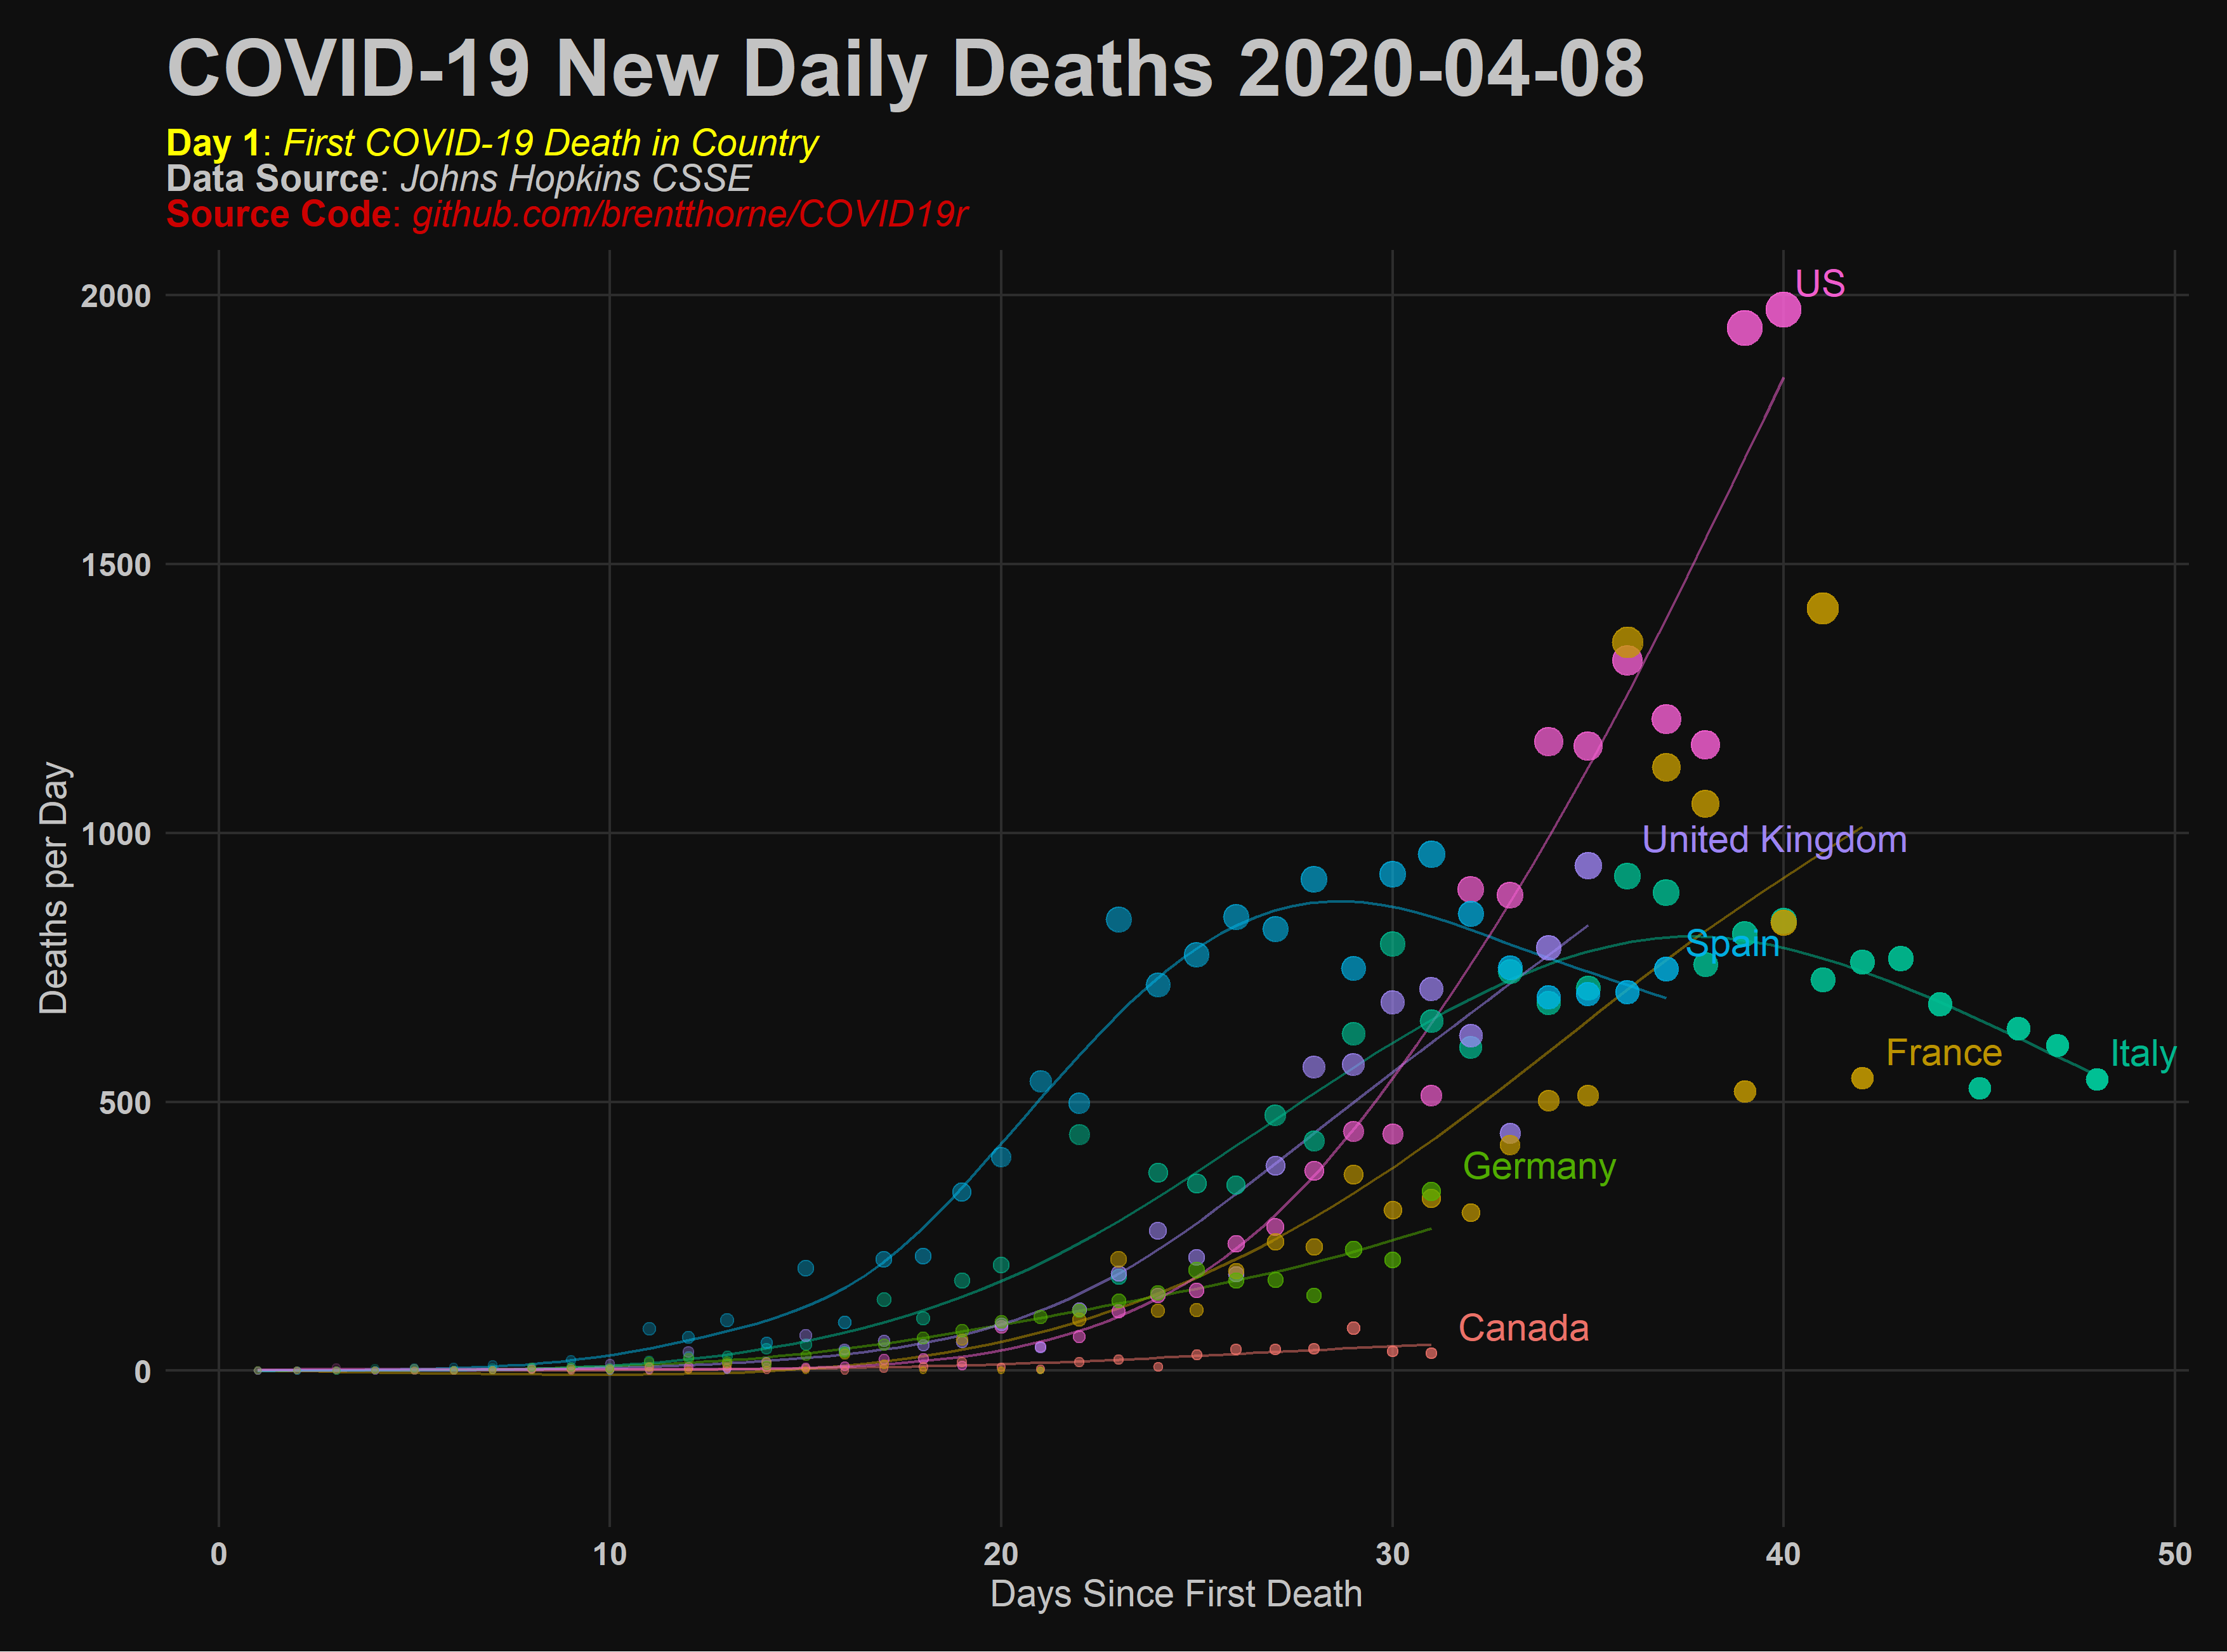 COVID-19 New Daily Deaths 2020-04-08
Day 1: First COVID-19 Death in Country
Data Source: Johns Hopkins CSSE
Source Code: github.com/brentthorne/COVID19r
2000
1500
1000
500
0
Deaths per Day
US
United Kingdom
Spain
France
Italy
Germany
Canada
0 10 20 30 40 50
Days Since First Death